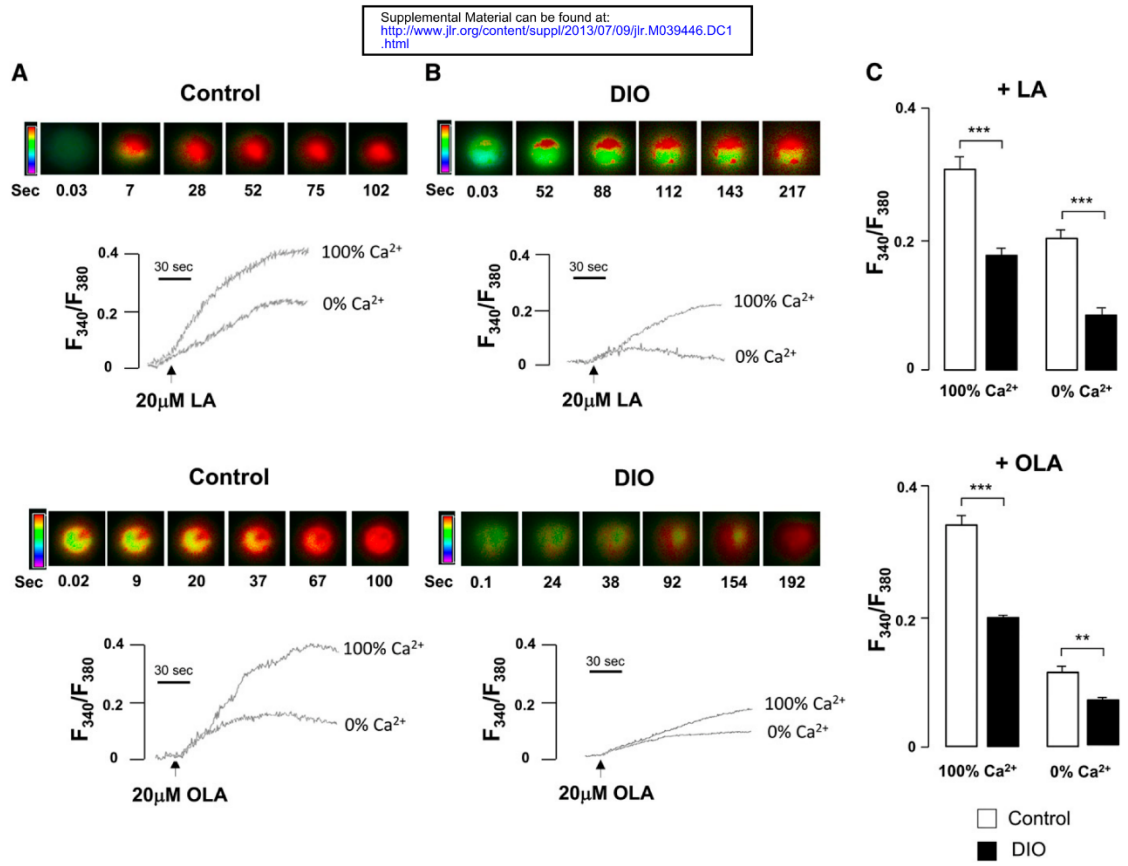 Supplemental Material can be found at:
http://www.jlr.org/content/suppl/2013/07/09/jlr.M039446.DC1
.html
A
Control
Sec 0.03 7 28 52 75 102
0.4
0.2
0
F340/F380
30 sec
100% Ca2+
0% Ca2+
20μM LA
B
DIO
Sec 0.03 52 88 112 143 217
0.4
0.2
0
F340/F380
30 sec
100% Ca2+
0% Ca2+
20μM LA
C
+ LA
0.4
0.2
0
F340/F380
***
***
100% Ca2+ 0% Ca2+
Control
Sec 0.02 9 20 37 67 100
0.4
0.2
0
F340/F380
30 sec
100% Ca2+
0% Ca2+
20μM OLA
DIO
Sec 0.1 24 38 92 154 192
0.4
0.2
0
F340/F380
30 sec
100% Ca2+
0% Ca2+
20μM OLA
+ OLA
0.4
0.2
0
F340/F380
***
**
100% Ca2+ 0% Ca2+
Control
DIO